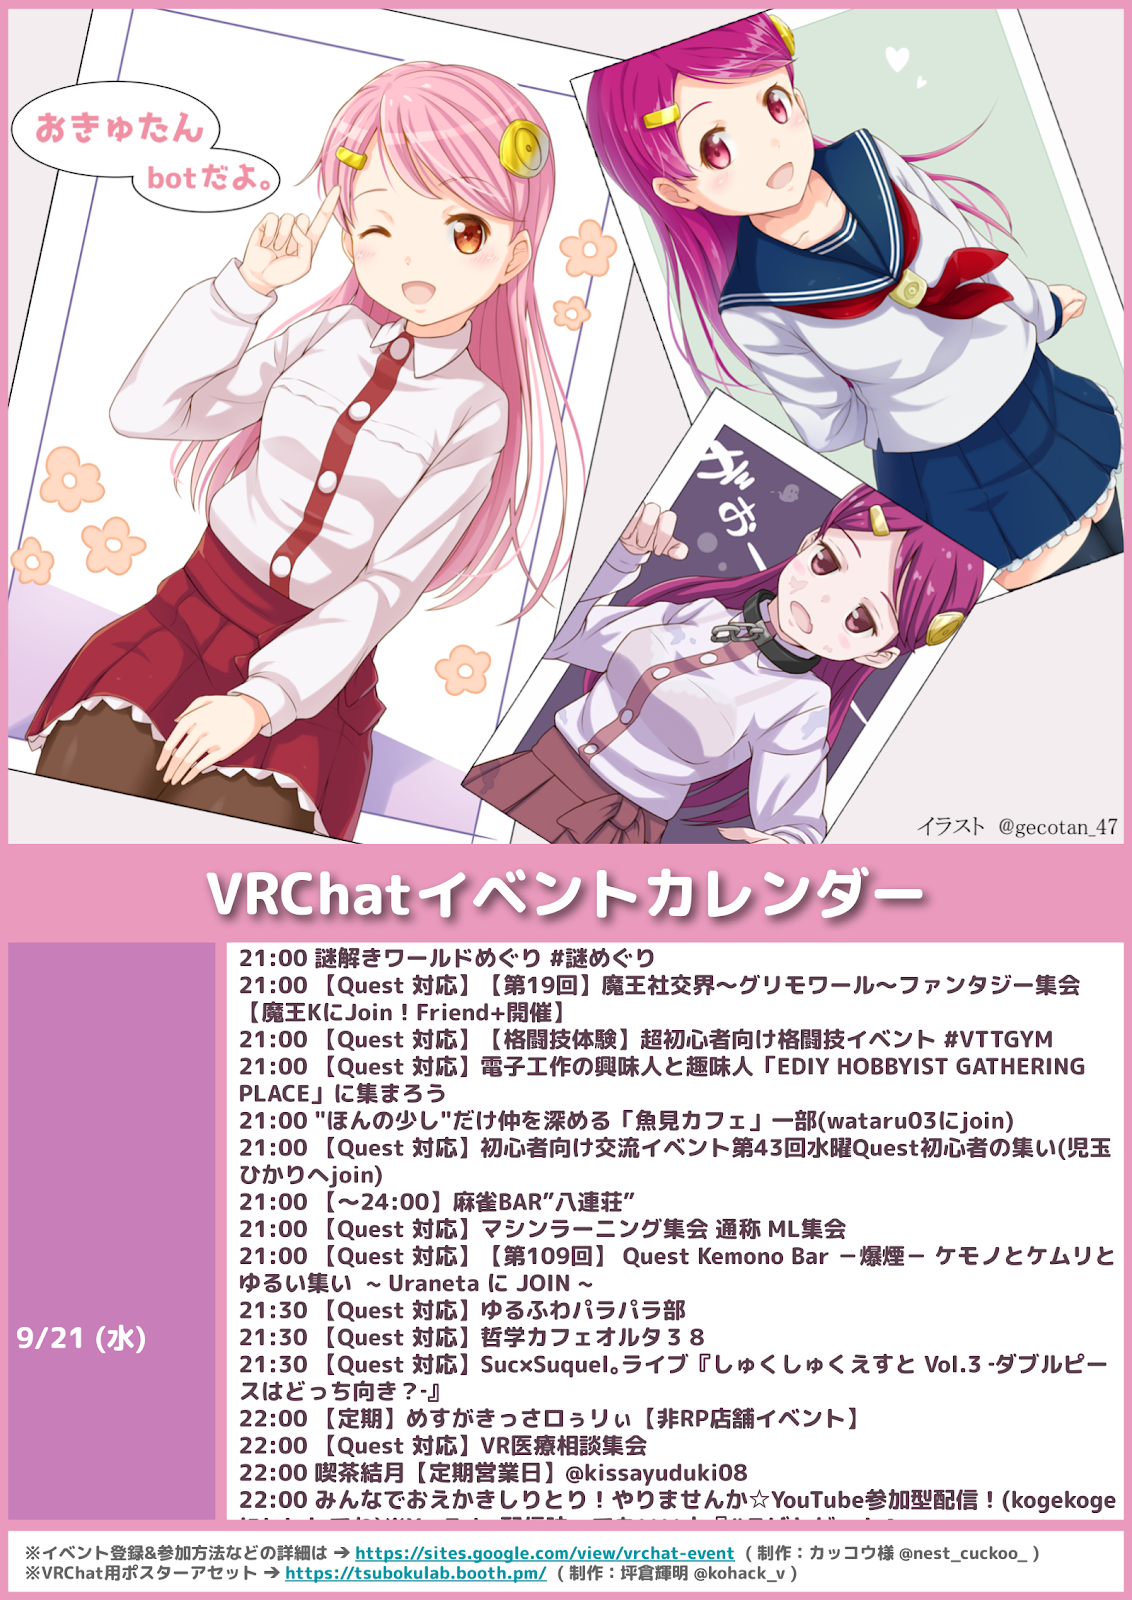 おきゅたん
botだよ。
がおー
イラスト @gecotan_47
VRChatイベントカレンダー
9/21 (水)
21:00 謎解きワールドめぐり #謎めぐり
21:00 【Quest 対応】【第19回】魔王社交界～グリモワール～ファンタジー集会
【魔王KにJoin！Friend+開催】
21:00 【Quest 対応】【格闘技体験】超初心者向け格闘技イベント #VTTGYM
21:00 【Quest 対応】電子工作の興味人と趣味人「EDIY HOBBYIST GATHERING
PLACE」に集まろう
21:00 "ほんの少し"だけ仲を深める「魚見カフェ」一部(wataru03にjoin)
21:00 【Quest 対応】初心者向け交流イベント第43回水曜Quest初心者の集い(児玉
ひかりへjoin)
21:00 【～24:00】麻雀BAR”八連荘”
21:00 【Quest 対応】マシンラーニング集会 通称 ML集会
21:00 【Quest 対応】【第109回】 Quest Kemono Bar －爆煙－ ケモノとケムリと
ゆるい集い ~ Uraneta に JOIN ~
21:30 【Quest 対応】ゆるふわパラパラ部
21:30 【Quest 対応】哲学カフェオルタ３８
21:30 【Quest 対応】Suc×Suquel。ライブ『しゅくしゅくえすと Vol.3 -ダブルピー
スはどっち向き？-』
22:00 【定期】めすがきっさロぅリぃ【非RP店舗イベント】
22:00 【Quest 対応】VR医療相談集会
22:00 喫茶結月【定期営業日】@kissayuduki08
22:00 みんなでおえかきしりとり！やりませんか☆YouTube参加型配信！(kogekoge
※イベント登録&参加方法などの詳細は → https://sites.google.com/view/vrchat-event ( 制作：カッコウ様 @nest_cuckoo_ )
※VRChat用ポスターアセット → https://tsubokulab.booth.pm/ ( 制作：坪倉輝明 @kohack_v )